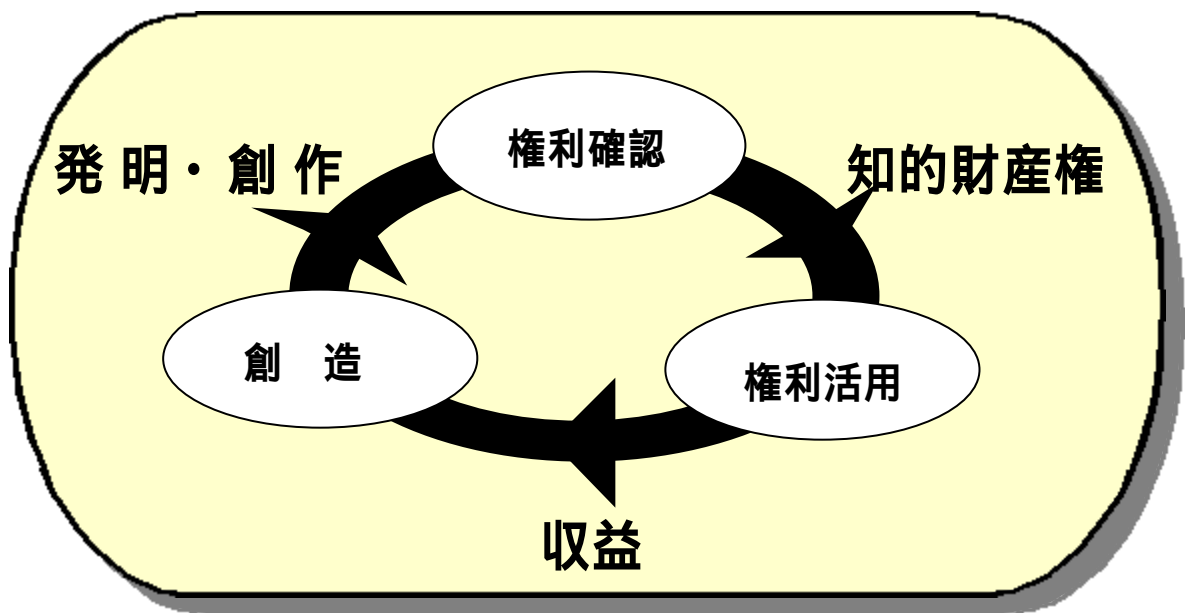 権利確認
発明・創作
知的財産権
創　造
権利活用
収益